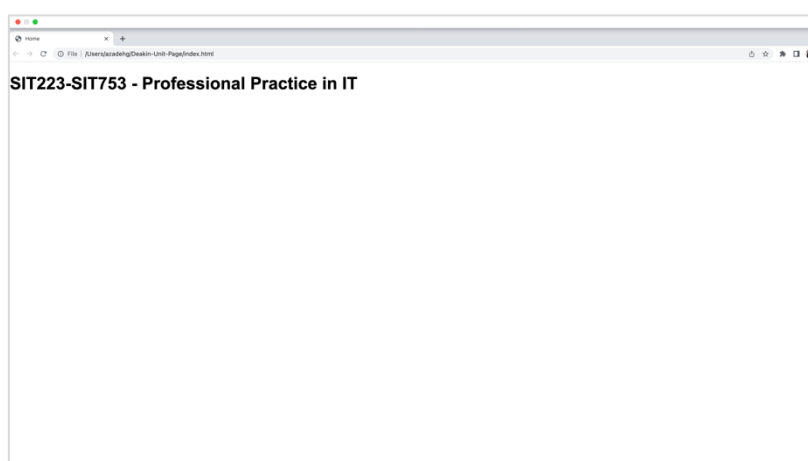 Home
File /Users/azadehg/Deakin-Unit-Page/index.html
SIT223-SIT753 - Professional Practice in IT